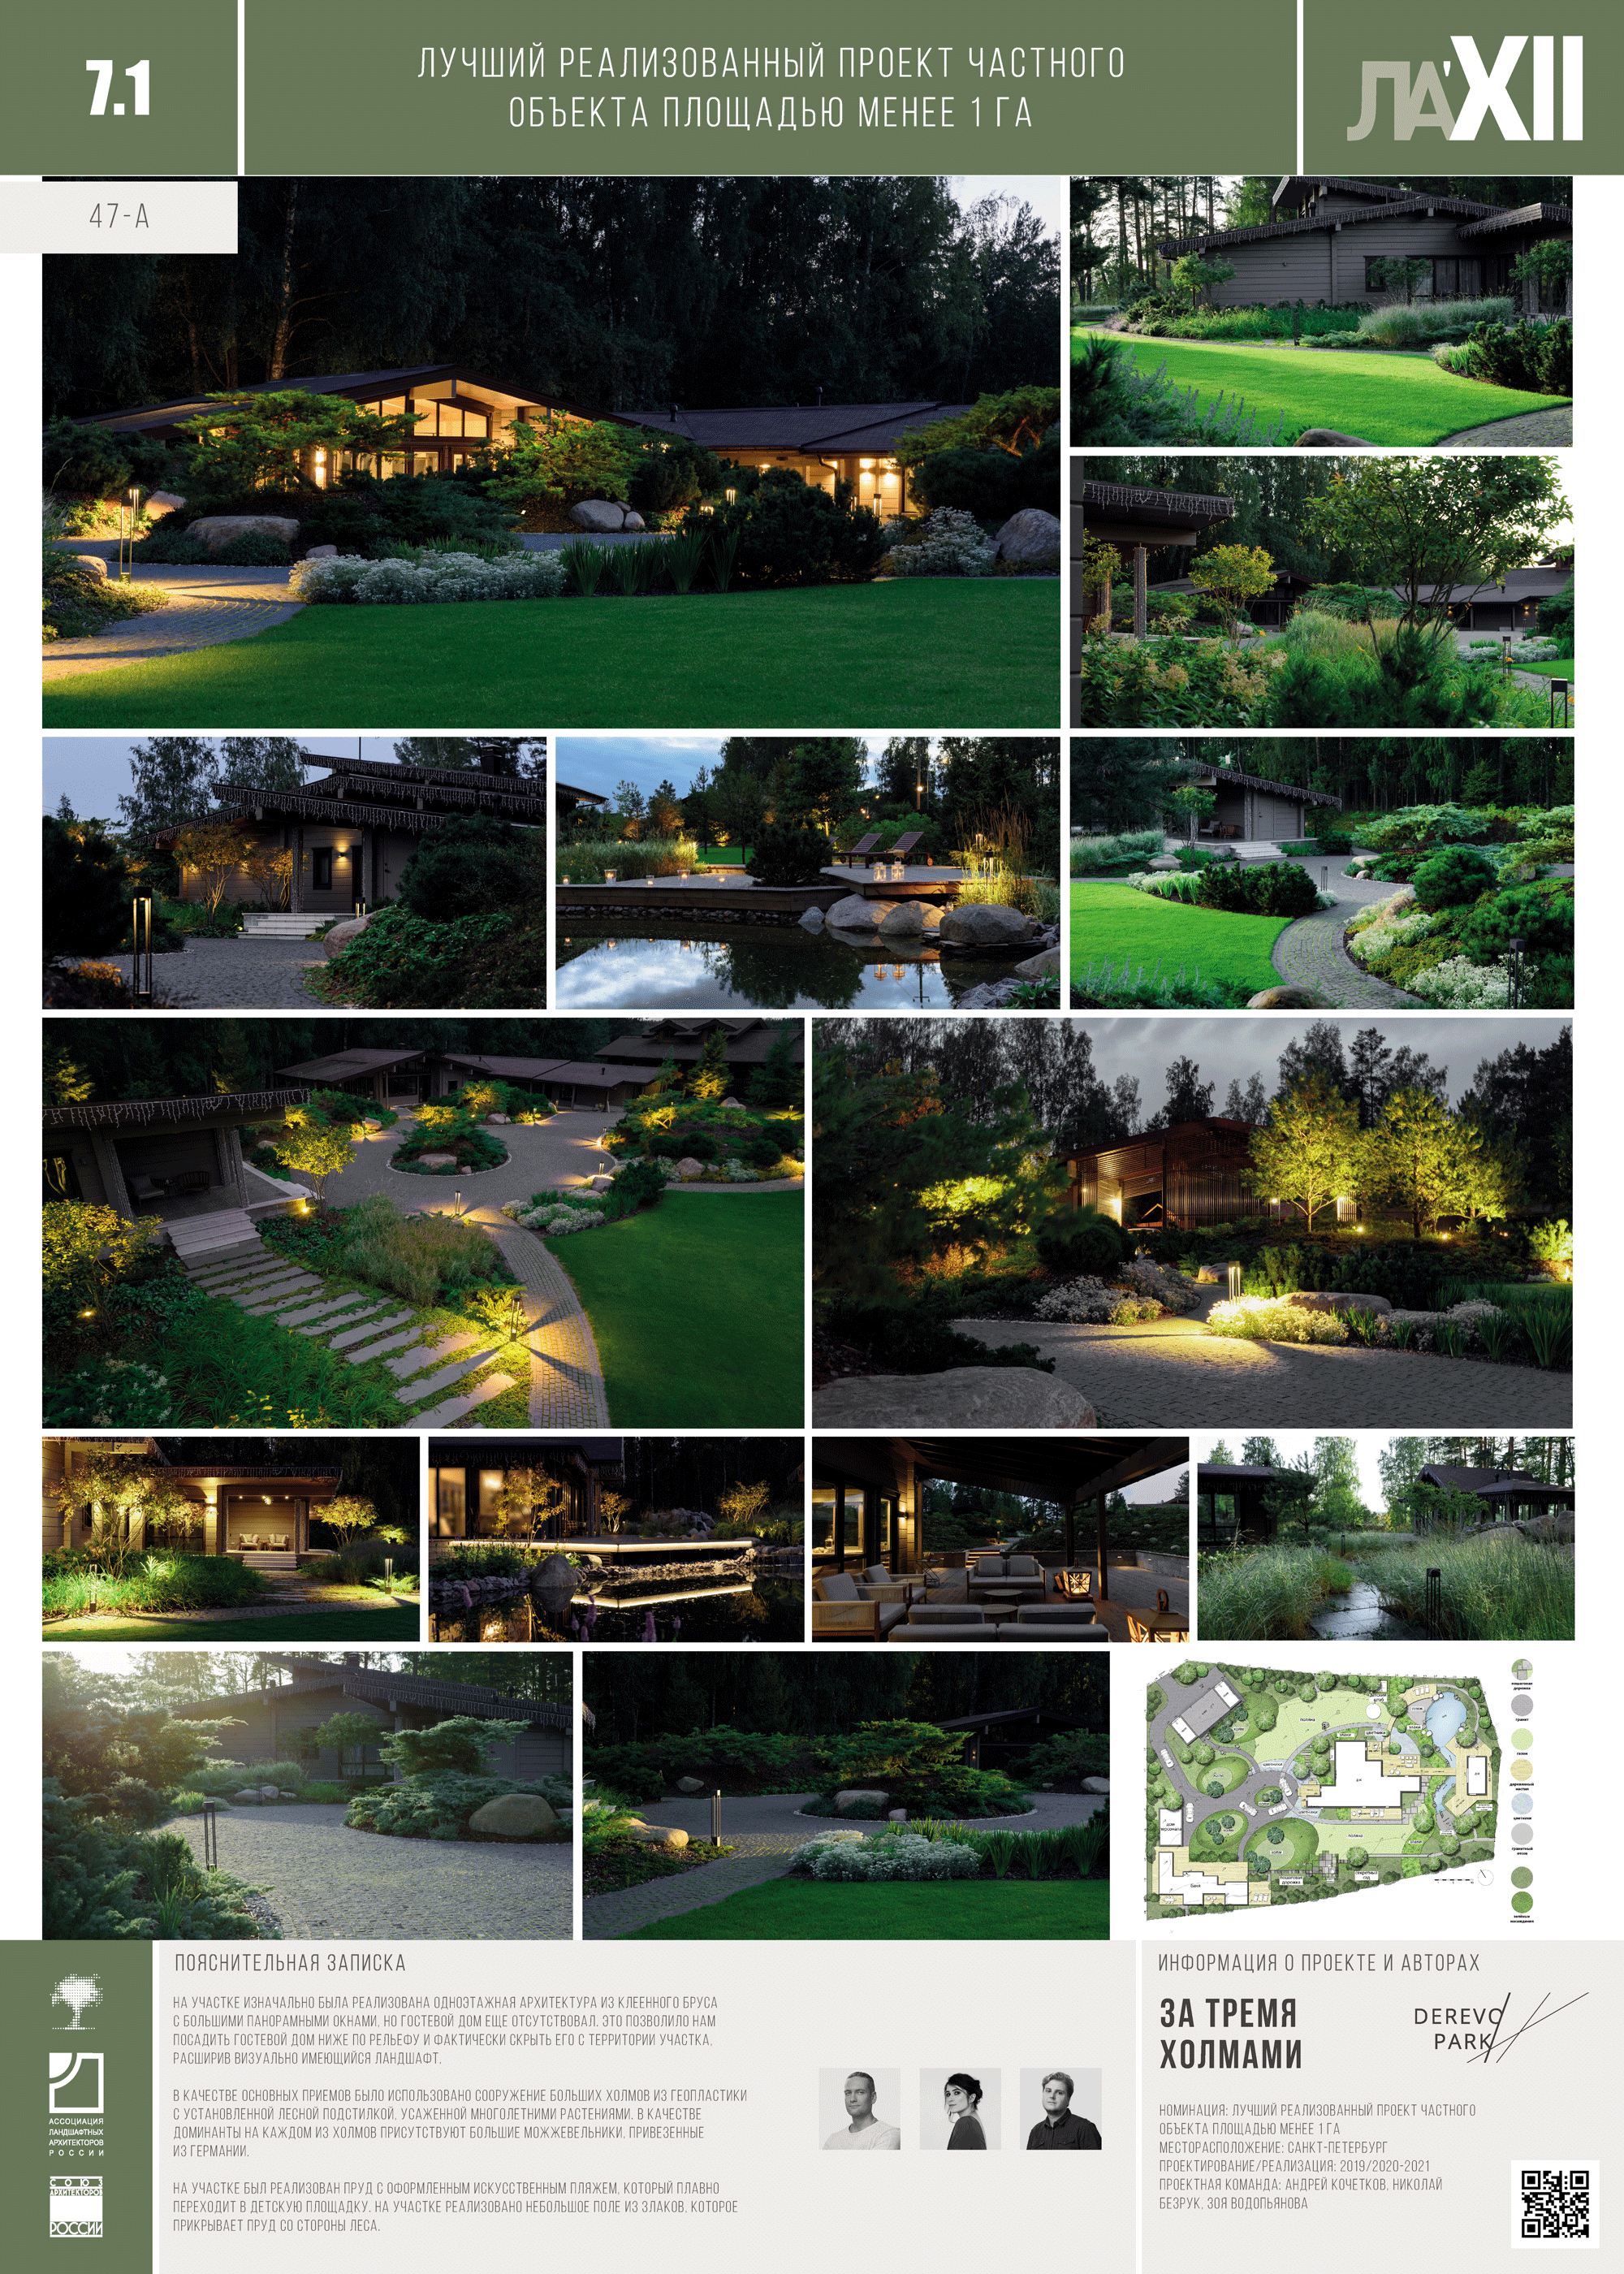 7.1
ЛУЧШИЙ РЕАЛИЗОВАННЫЙ ПРОЕКТ ЧАСТНОГО
ОБЪЕКТА ПЛОЩАДЬЮ МЕНЕЕ 1 ГА
ЛА'XII
47-А
ПОЯСНИТЕЛЬНАЯ ЗАПИСКА
НА УЧАСТКЕ ИЗНАЧАЛЬНО БЫЛА РЕАЛИЗОВАНА ОДНОЭТАЖНАЯ АРХИТЕКТУРА ИЗ КЛЕЕННОГО БРУСА
С БОЛЬШИМИ ПАНОРАМНЫМИ ОКНАМИ, НО ГОСТЕВОЙ ДОМ ЕЩЕ ОТСУТСТВОВАЛ. ЭТО ПОЗВОЛИЛО НАМ
ПОСАДИТЬ ГОСТЕВОЙ ДОМ НИЖЕ ПО РЕЛЬЕФУ И ФАКТИЧЕСКИ СКРЫТЬ ЕГО С ТЕРРИТОРИИ УЧАСТКА,
РАСШИРИВ ВИЗУАЛЬНО ИМЕЮЩИЙСЯ ЛАНДШАФТ.
В КАЧЕСТВЕ ОСНОВНЫХ ПРИЕМОВ БЫЛО ИСПОЛЬЗОВАНО СООРУЖЕНИЕ БОЛЬШИХ ХОЛМОВ ИЗ ГЕОПЛАСТИКИ
С УСТАНОВЛЕННОЙ ЛЕСНОЙ ПОДСТИЛКОЙ, УСАЖЕННОЙ МНОГОЛЕТНИМИ РАСТЕНИЯМИ. В КАЧЕСТВЕ
ДОМИНАНТЫ НА КАЖДОМ ИЗ ХОЛМОВ ПРИСУТСТВУЮТ БОЛЬШИЕ МОЖЖЕВЕЛЬНИКИ, ПРИВЕЗЕННЫЕ
ИЗ ГЕРМАНИИ.
НА УЧАСТКЕ БЫЛ РЕАЛИЗОВАН ПРУД С ОФОРМЛЕННЫМ ИСКУССТВЕННЫМ ПЛЯЖЕМ, КОТОРЫЙ ПЛАВНО
ПЕРЕХОДИТ В ДЕТСКУЮ ПЛОЩАДКУ. НА УЧАСТКЕ РЕАЛИЗОВАНО НЕБОЛЬШОЕ ПОЛЕ ИЗ ЗЛАКОВ, КОТОРОЕ
ПРИКРЫВАЕТ ПРУД СО СТОРОНЫ ЛЕСА.
ИНФОРМАЦИЯ О ПРОЕКТЕ И АВТОРАХ
ЗА ТРЕМЯ
ХОЛМАМИ
DEREVO
PARK
НОМИНАЦИЯ: ЛУЧШИЙ РЕАЛИЗОВАННЫЙ ПРОЕКТ ЧАСТНОГО
ОБЪЕКТА ПЛОЩАДЬЮ МЕНЕЕ 1 ГА
МЕСТОРАСПОЛОЖЕНИЕ: САНКТ-ПЕТЕРБУРГ
ПРОЕКТИРОВАНИЕ/РЕАЛИЗАЦИЯ: 2019/2020-2021
ПРОЕКТНАЯ КОМАНДА: АНДРЕЙ КОЧЕТКОВ, НИКОЛАЙ
БЕЗРУК, ЗОЯ ВОДОПЬЯНОВА
АССОЦИАЦИЯ
ЛАНДШАФТНЫХ
АРХИТЕКТОРОВ
РОССИИ
СОЮЗ
АРХИТЕКТОРОВ
РОССИИ